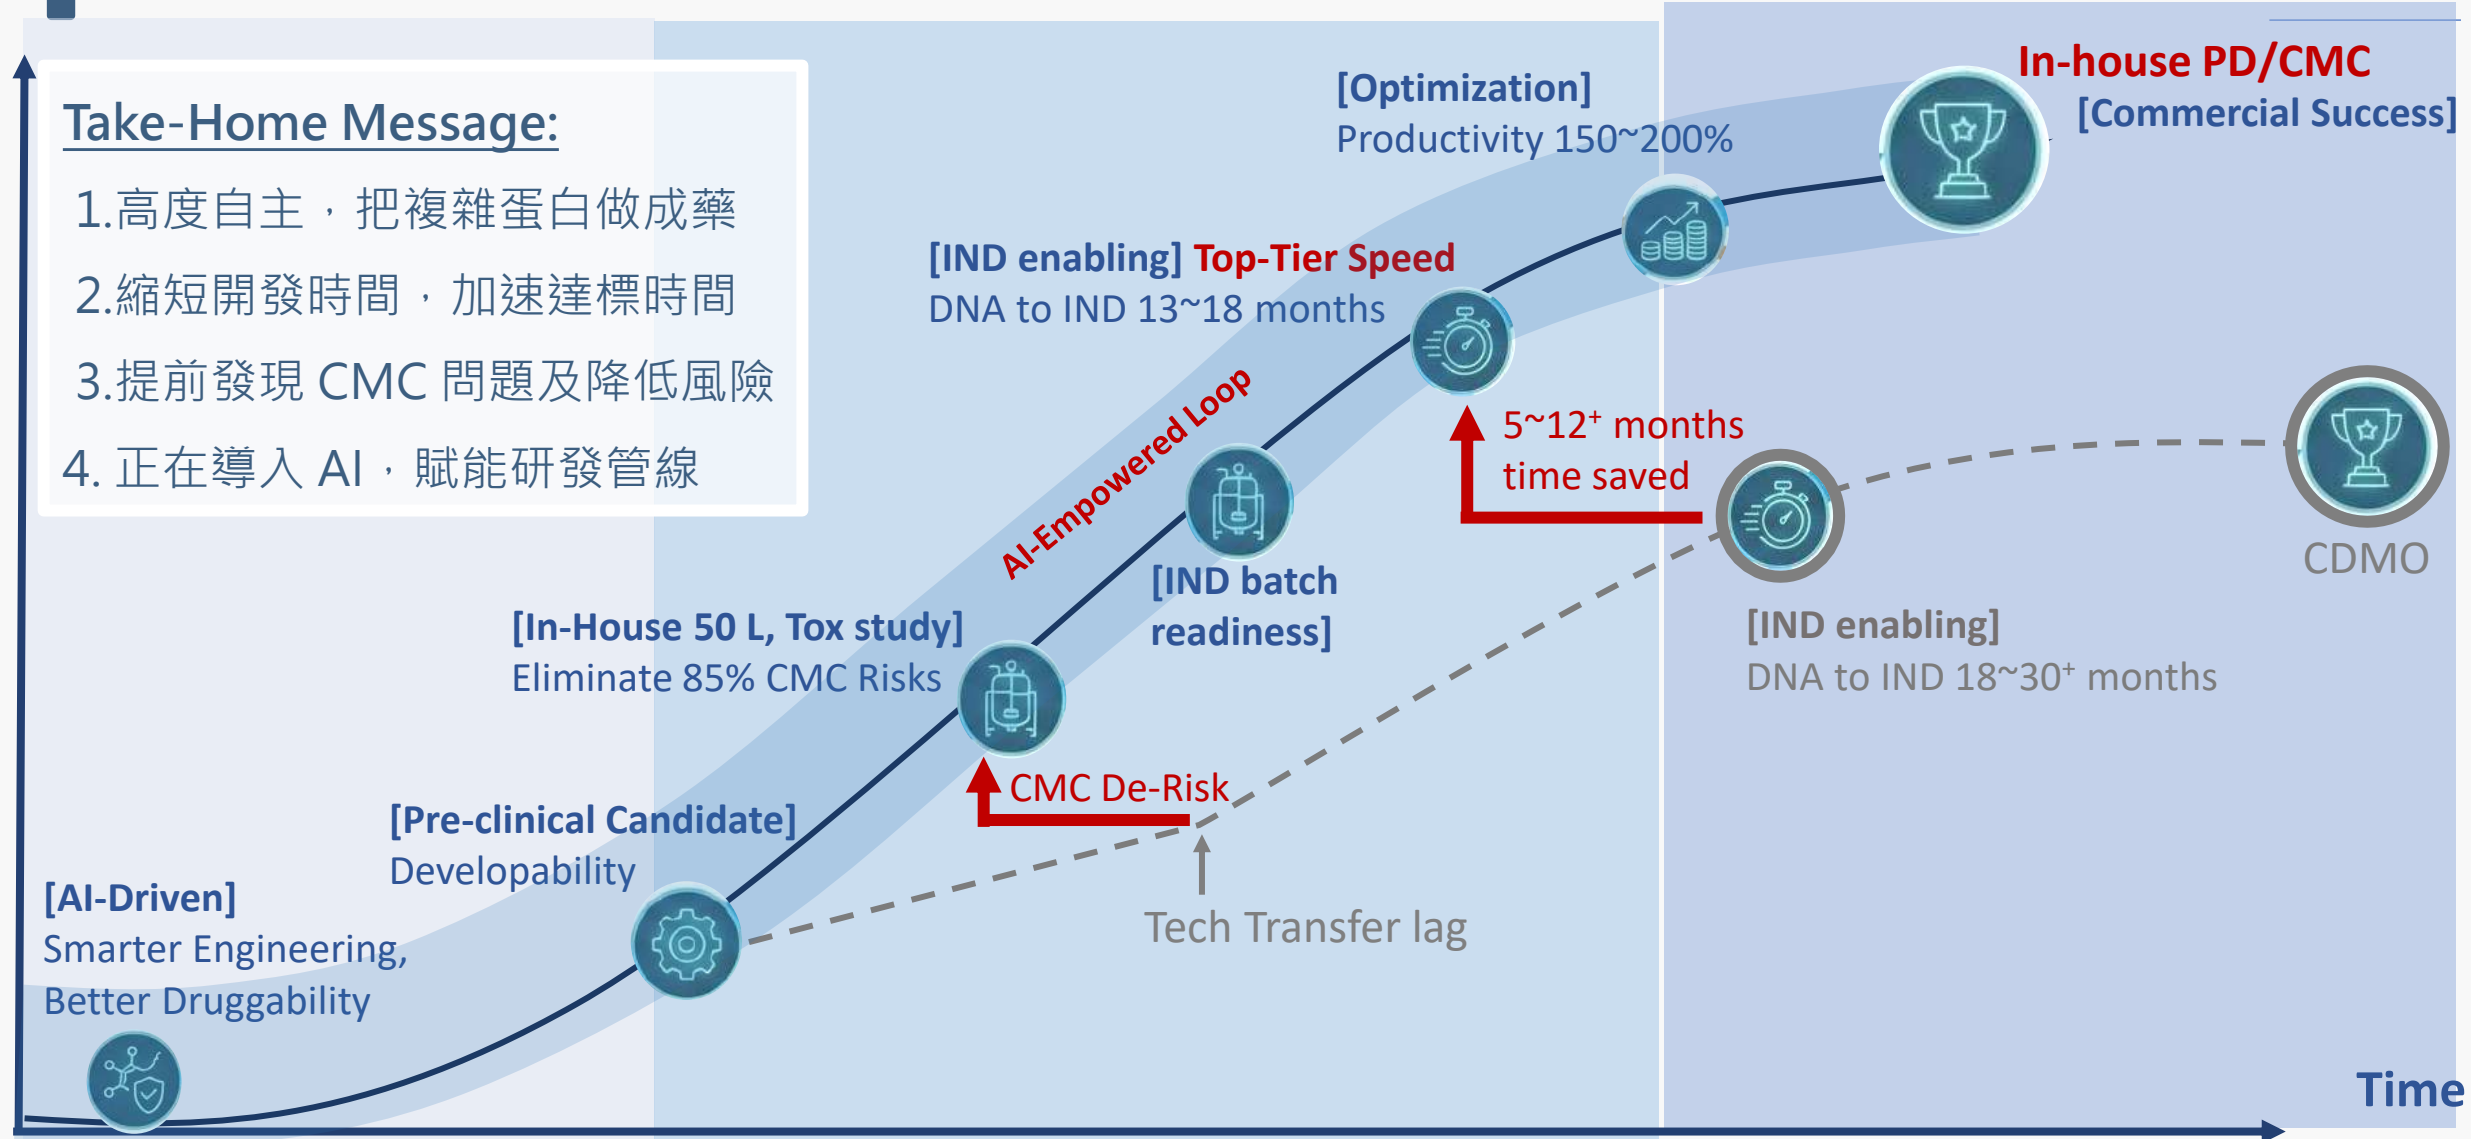 Take-Home Message:
1.高度自主，把複雜蛋白做成藥
2.縮短開發時間，加速達標時間
3.提前發現 CMC 問題及降低風險
4. 正在導入 AI，賦能研發管線
In-house PD/CMC
[Commercial Success]
[Optimization]
Productivity 150~200%
[IND enabling] Top-Tier Speed
DNA to IND 13~18 months
AI-Empowered Loop
5~12⁺ months
time saved
[IND batch
readiness]
CDMO
[IND enabling]
DNA to IND 18~30⁺ months
[In-House 50 L, Tox study]
Eliminate 85% CMC Risks
CMC De-Risk
[Pre-clinical Candidate]
Developability
Tech Transfer lag
[AI-Driven]
Smarter Engineering,
Better Druggability
Time